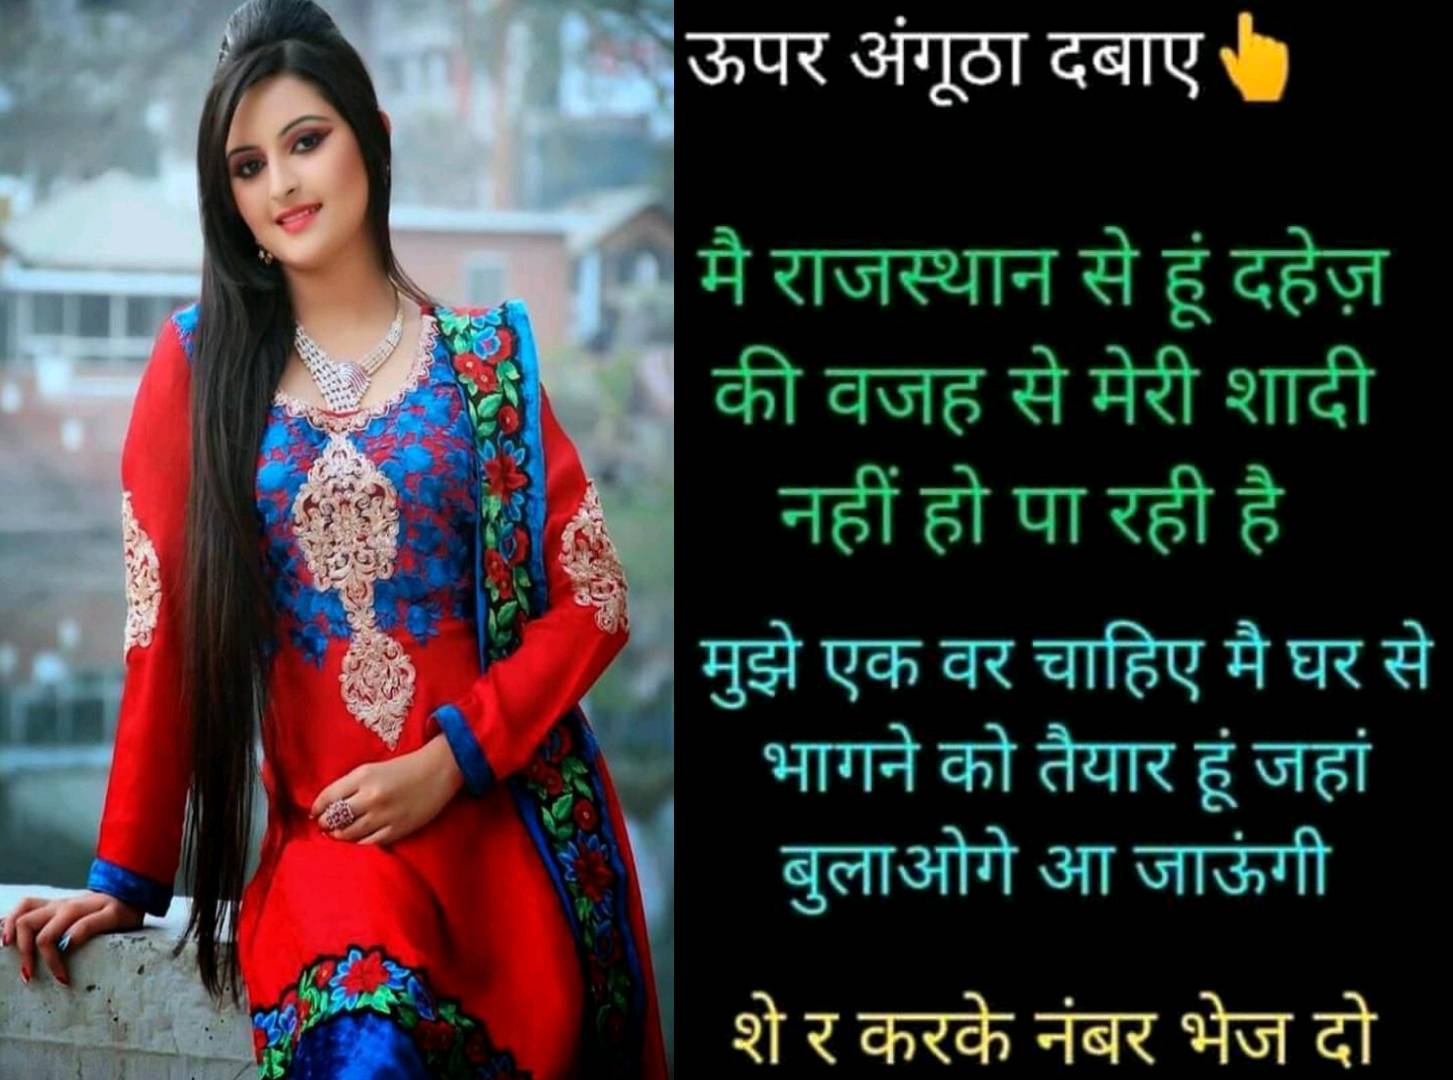 ऊपर अंगूठा दबाए👆
मै राजस्थान से हूं दहेज़
की वजह से मेरी शादी
नहीं हो पा रही है
मुझे एक वर चाहिए मै घर से
भागने को तैयार हूं जहां
बुलाओगे आ जाऊंगी
शे र करके नंबर भेज दो